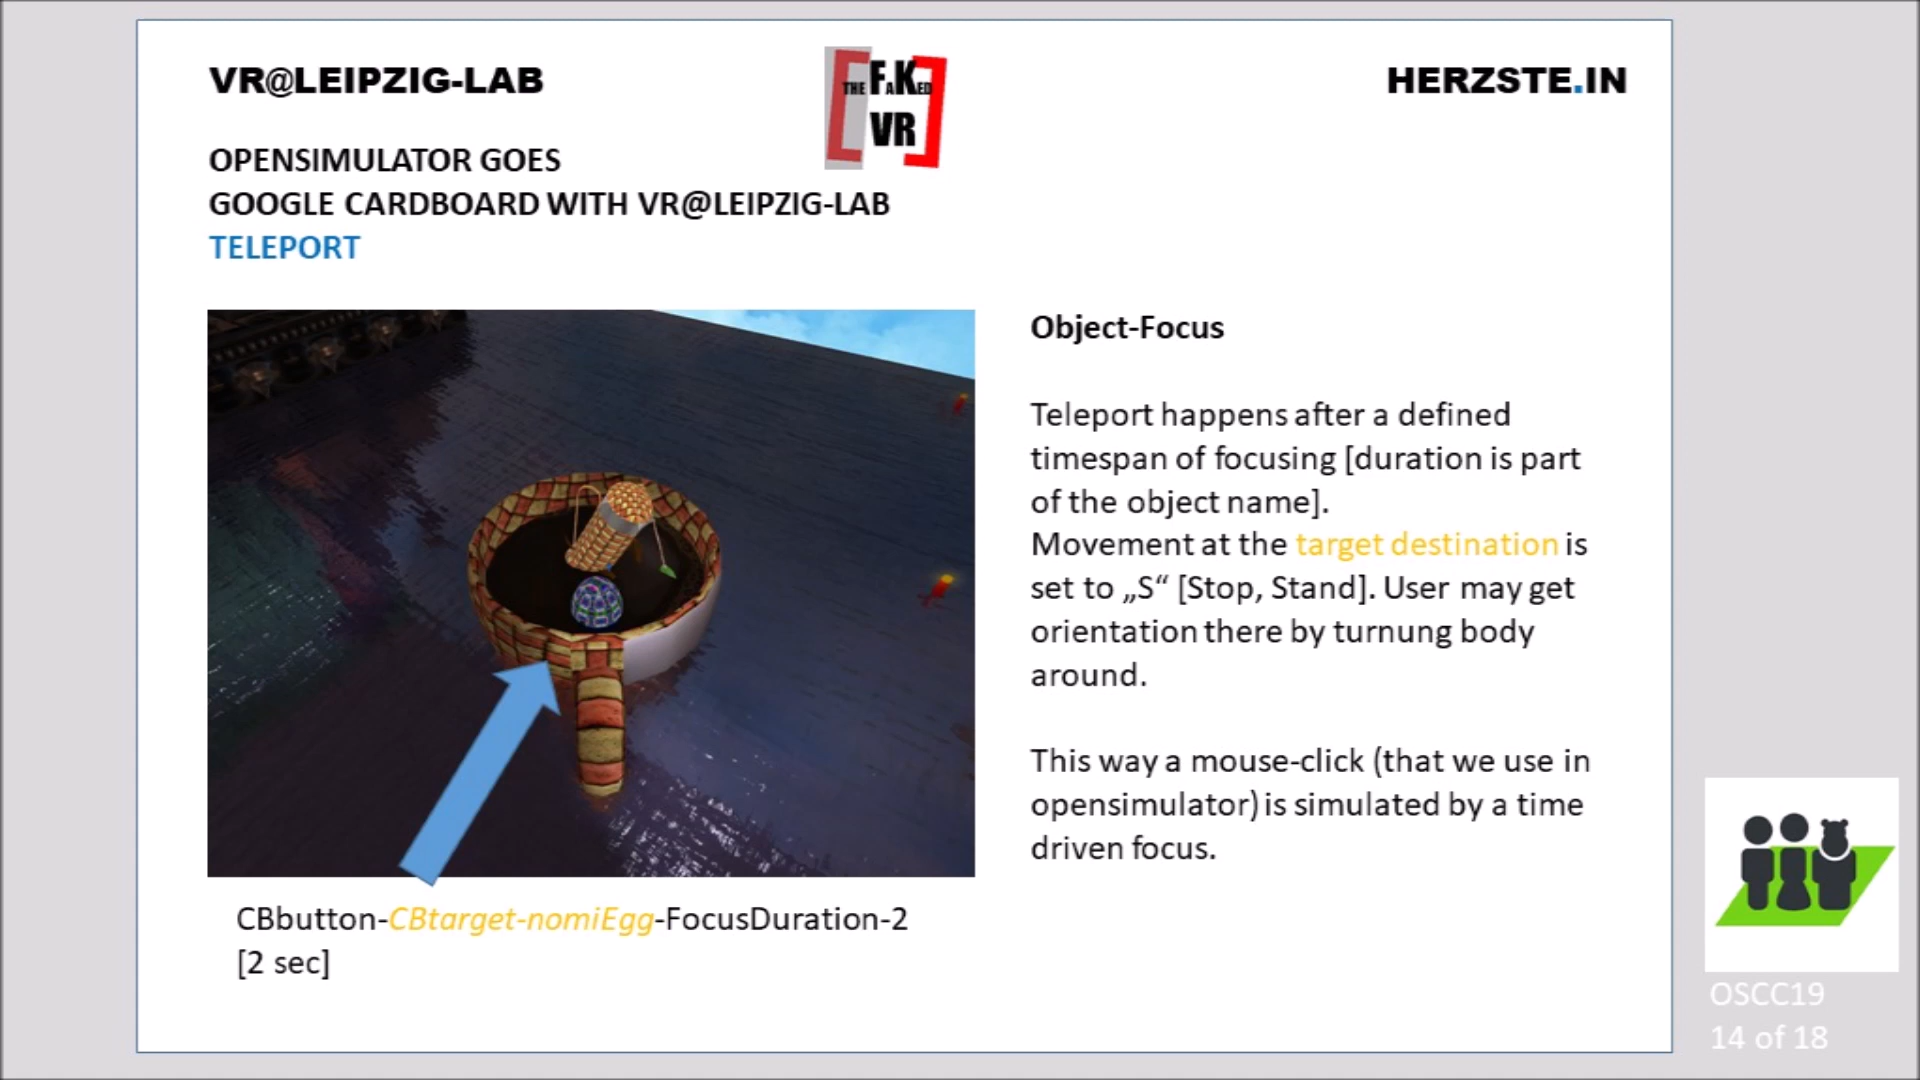 VR@LEIPZIG-LAB
THE FAKED
VR
HERZSTE.IN
OPENSIMULATOR GOES
GOOGLE CARDBOARD WITH VR@LEIPZIG-LAB
TELEPORT
Object-Focus
Teleport happens after a defined
timespan of focusing [duration is part
of the object name].
Movement at the target destination is
set to „S“ [Stop, Stand]. User may get
orientation there by turnung body
around.
This way a mouse-click (that we use in
opensimulator) is simulated by a time
driven focus.
CBbutton-CBtarget-nomiEgg-FocusDuration-2
[2 sec]
OSCC19
14 of 18